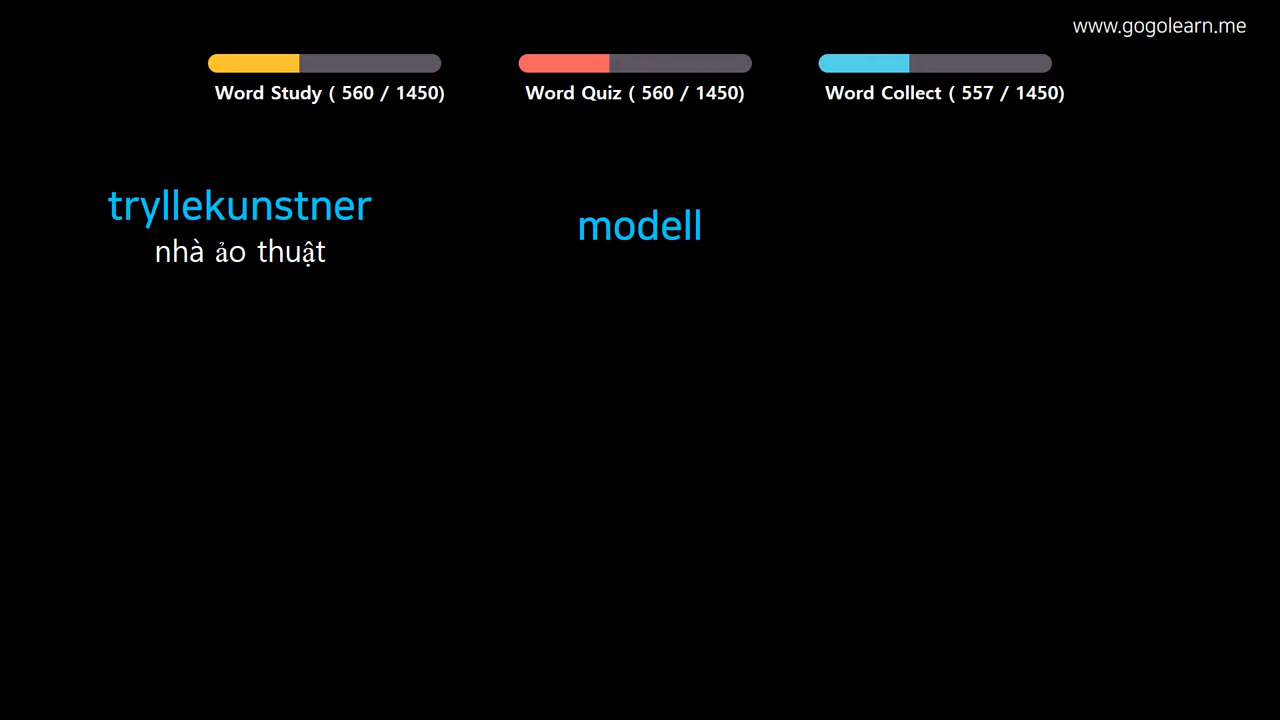 www.gogolearn.me
Word Study ( 560 / 1450)
Word Quiz ( 560 / 1450)
Word Collect ( 557 / 1450)
tryllekunstner
nhà ảo thuật
modell